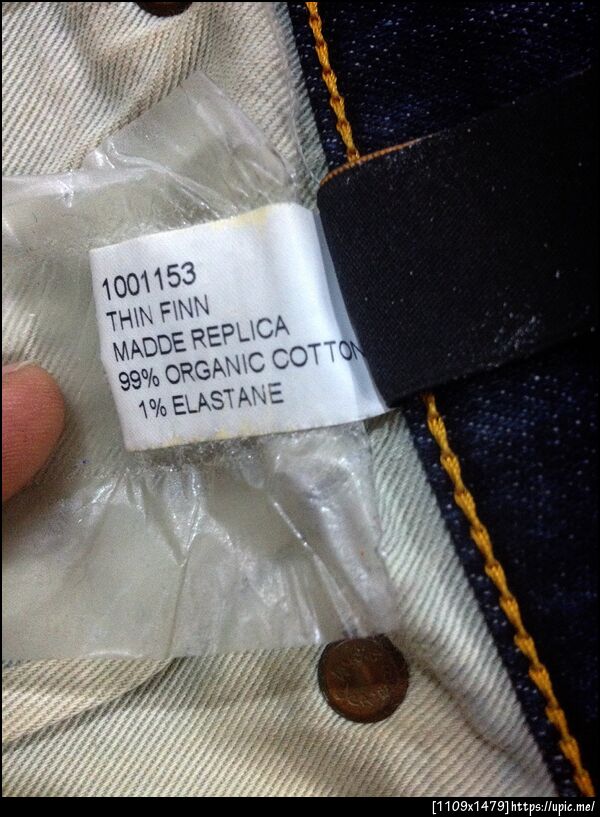 1001153
THIN FINN
MADDE REPLICA
99% ORGANIC COTTON
1% ELASTANE
[1109x1479]https://upic.me/